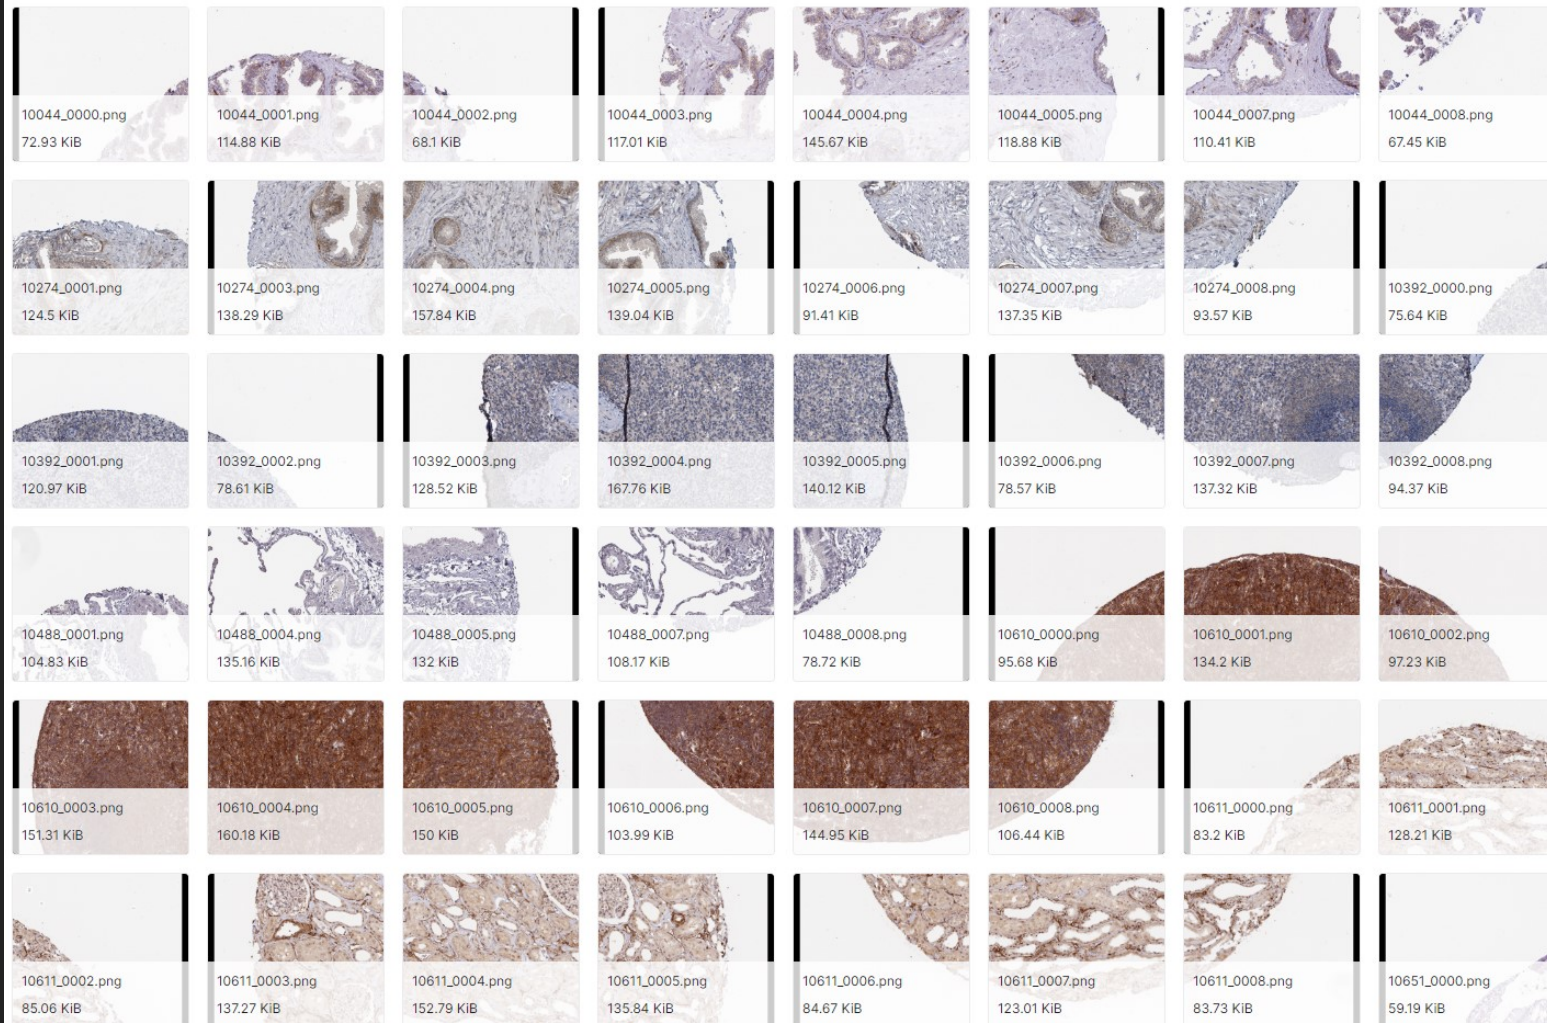 10044_0000.png
72.93 KiB
10044_0001.png
114.88 KiB
10044_0002.png
68.1 KiB
10044_0003.png
117.01 KiB
10044_0004.png
145.67 KiB
10044_0005.png
118.88 KiB
10044_0007.png
110.41 KiB
10044_0008.png
67.45 KiB
10274_0001.png
124.5 KiB
10274_0003.png
138.29 KiB
10274_0004.png
157.84 KiB
10274_0005.png
139.04 KiB
10274_0006.png
91.41 KiB
10274_0007.png
137.35 KiB
10274_0008.png
93.57 KiB
10392_0000.png
75.64 KiB
10392_0001.png
120.97 KiB
10392_0002.png
78.61 KiB
10392_0003.png
128.52 KiB
10392_0004.png
167.76 KiB
10392_0005.png
140.12 KiB
10392_0006.png
78.57 KiB
10392_0007.png
137.32 KiB
10392_0008.png
94.37 KiB
10488_0001.png
104.83 KiB
10488_0004.png
135.16 KiB
10488_0005.png
132 KiB
10488_0007.png
108.17 KiB
10488_0008.png
78.72 KiB
10610_0000.png
95.68 KiB
10610_0001.png
134.2 KiB
10610_0002.png
97.23 KiB
10610_0003.png
151.31 KiB
10610_0004.png
160.18 KiB
10610_0005.png
150 KiB
10610_0006.png
103.99 KiB
10610_0007.png
144.95 KiB
10610_0008.png
106.44 KiB
10611_0000.png
83.2 KiB
10611_0001.png
128.21 KiB
10611_0002.png
85.06 KiB
10611_0003.png
137.27 KiB
10611_0004.png
152.79 KiB
10611_0005.png
135.84 KiB
10611_0006.png
84.67 KiB
10611_0007.png
123.01 KiB
10611_0008.png
83.73 KiB
10651_0000.png
59.19 KiB